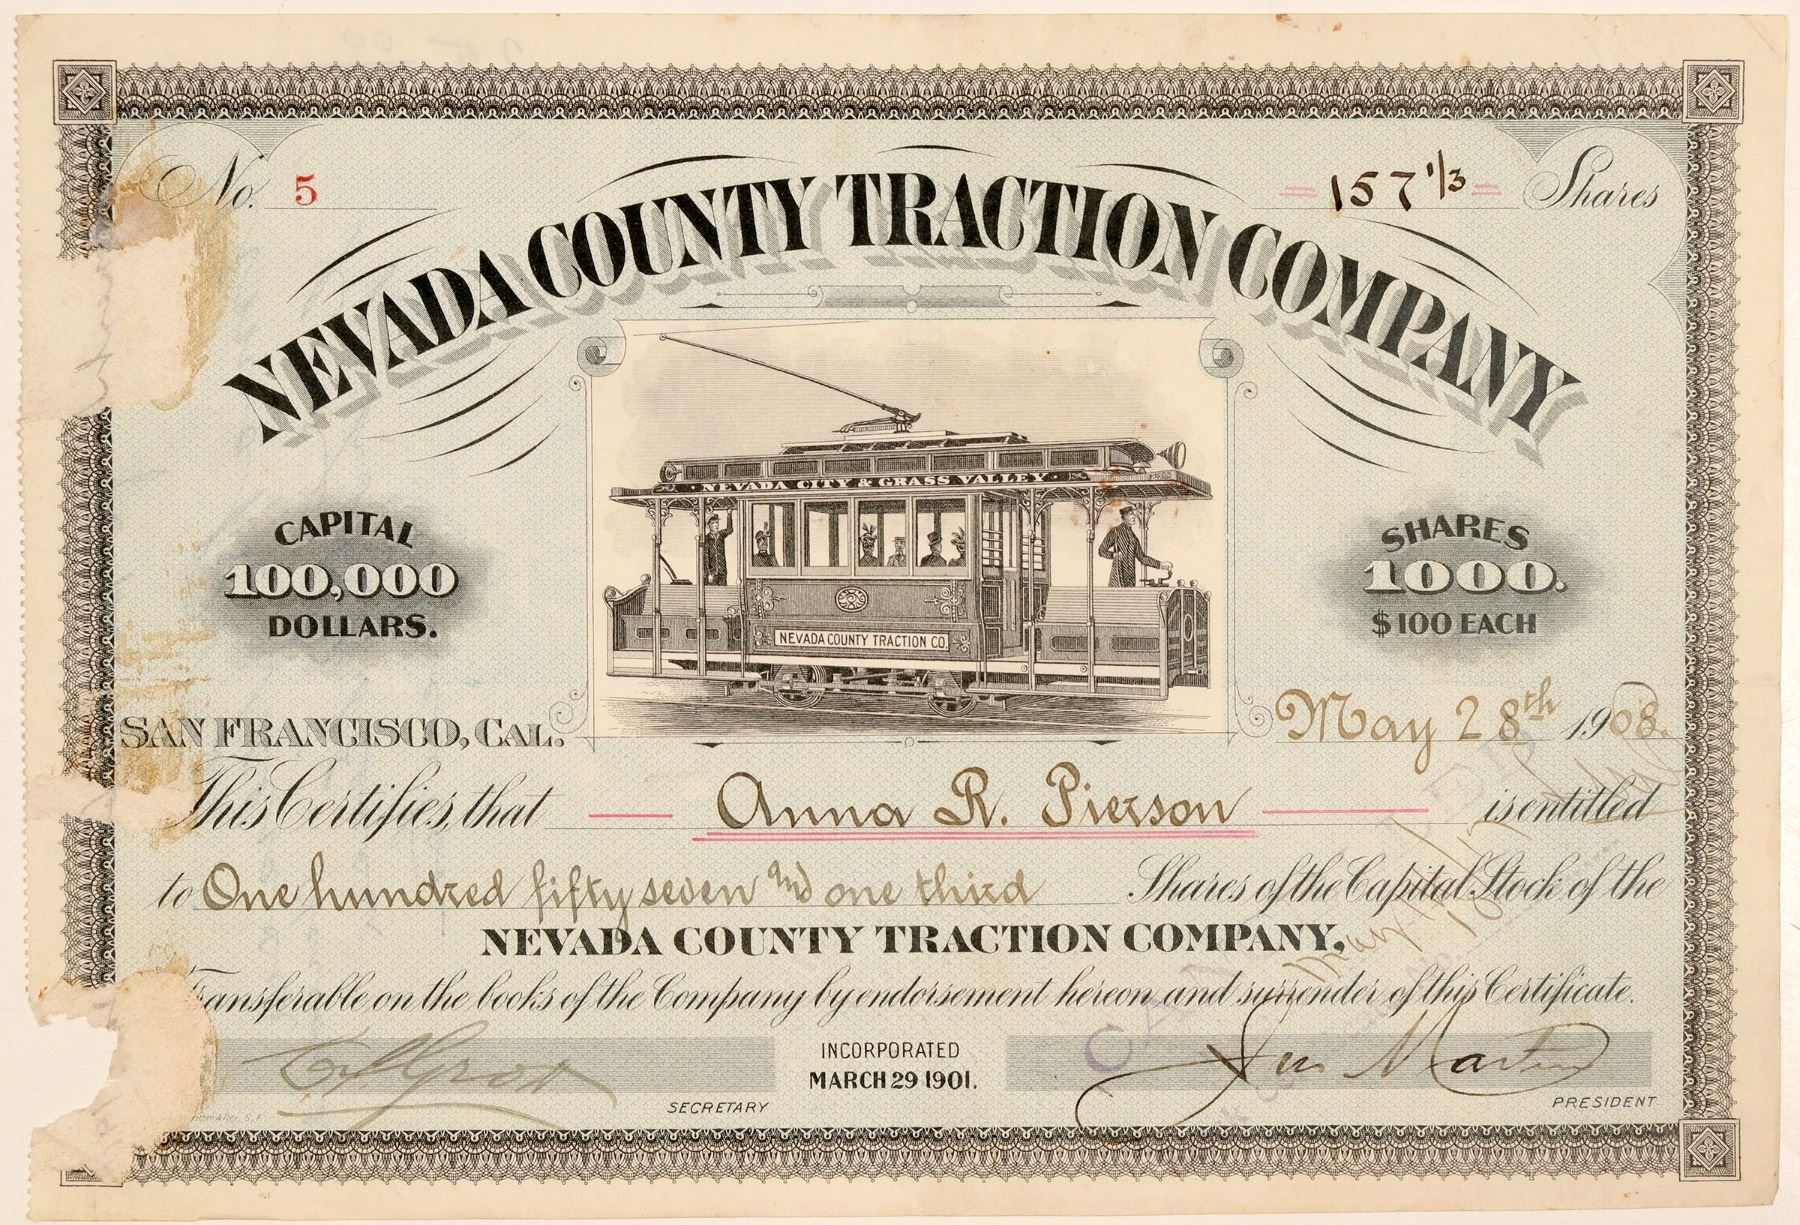 No. 5
157 1/3 Shares
NEVADA COUNTY TRACTION COMPANY
NEVADA CITY & GRASS VALLEY
NEVADA COUNTY TRACTION CO.
CAPITAL
100,000
DOLLARS.
SHARES
1000.
$100 EACH
SAN FRANCISCO, CAL. May 28th 1908.
This Certifies, that Anna R. Pierson is entitled
to One hundred fifty seven and one third Shares of the Capital Stock of the
NEVADA COUNTY TRACTION COMPANY,
Transferable on the books of the Company by endorsement hereon and surrender of this Certificate.
INCORPORATED
MARCH 29 1901.
SECRETARY
Jno Martin
PRESIDENT